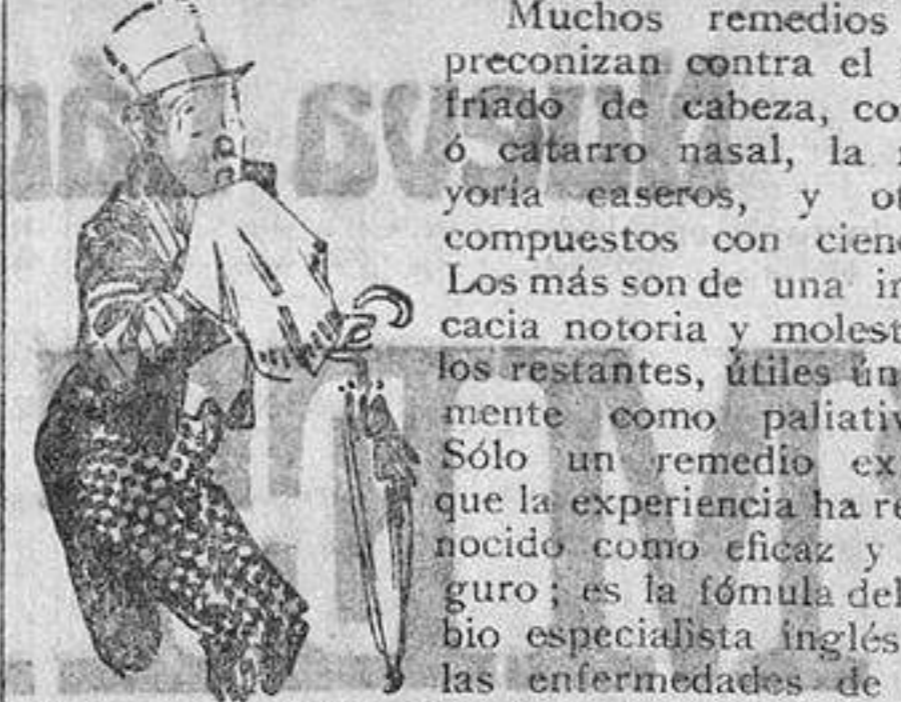 Muchos remedios
preconizan contra el
friado de cabeza, co
ó catarro nasal, la
yoría caseros, y ot
compuestos con cienc
Los más son de una in
cacia notoria y molest
los restantes, útiles ún
mente como paliativ
Sólo un remedio ex
que la experiencia ha re
nocido como eficaz y
guro; es la fómula del
bio especialista inglés
las enfermedades de